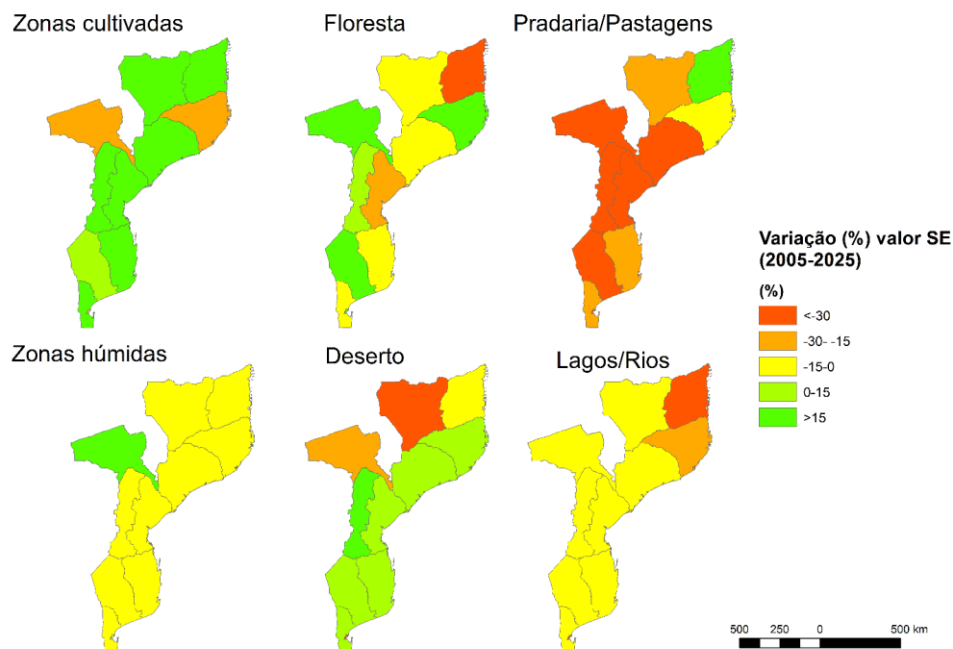 Zonas cultivadas
Floresta
Pradaria/Pastagens
Variação (%) valor SE
(2005-2025)
(%)
<-30
-30- -15
-15-0
0-15
>15
Zonas húmidas
Deserto
Lagos/Rios
500 250 0 500 km